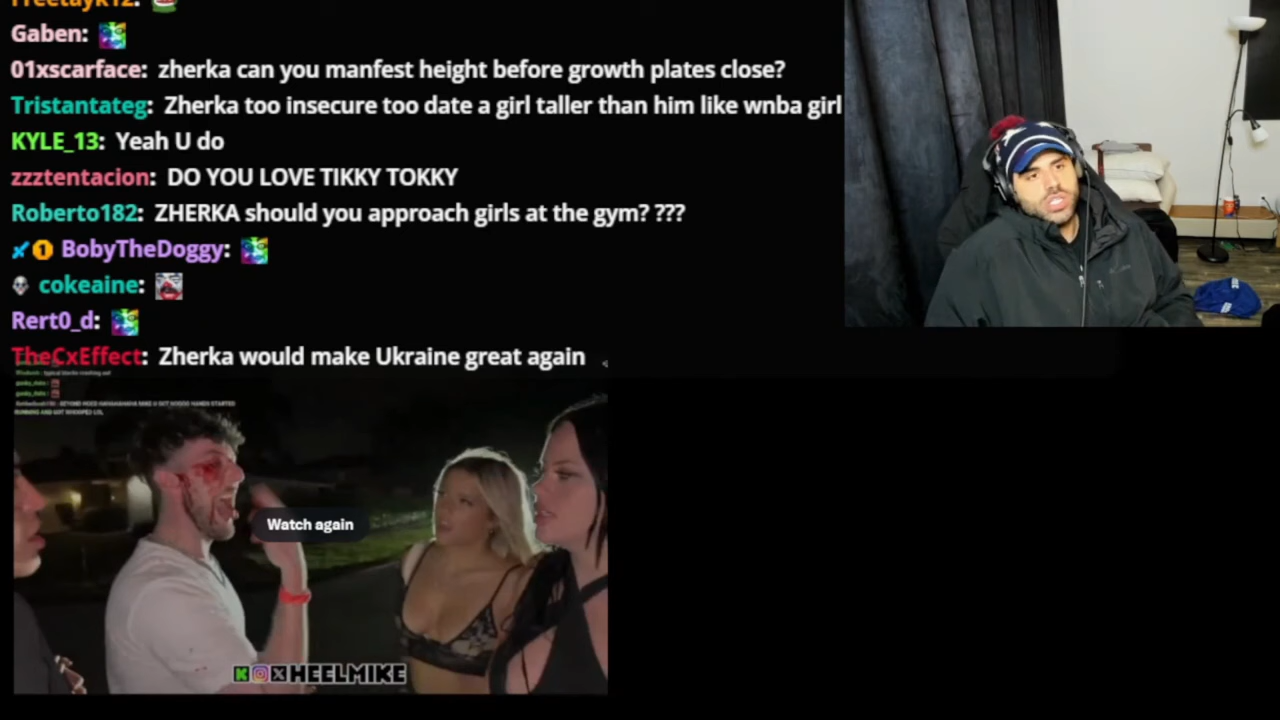 Gaben:
01xscarface: zherka can you manfest height before growth plates close?
Tristantateg: Zherka too insecure too date a girl taller than him like wnba girl
KYLE_13: Yeah U do
zzztentacion: DO YOU LOVE TIKKY TOKKY
Roberto182: ZHERKA should you approach girls at the gym? ???
1 BobyTheDoggy:
cokeaine:
Rert0_d:
TheCxEffect: Zherka would make Ukraine great again
Watch again
K X HEELMIKE